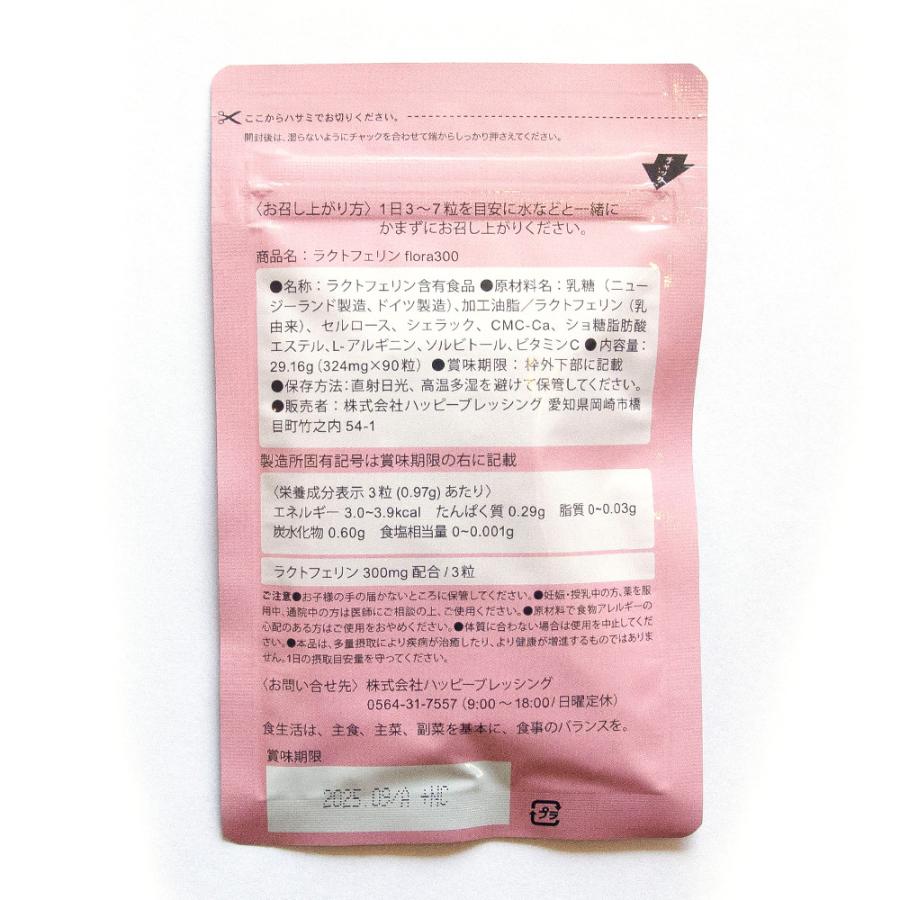 ここからハサミでお切りください。
開封後は、湿らないようにチャックを合わせて端からしっかり押さえてください。
チャック
〈お召し上がり方〉1日3〜7粒を目安に水などと一緒に
かまずにお召し上がりください。
商品名：ラクトフェリン flora300
●名称：ラクトフェリン含有食品 ●原材料名：乳糖（ニュー
ジーランド製造、ドイツ製造）、加工油脂／ラクトフェリン（乳
由来）、セルロース、シェラック、CMC-Ca、ショ糖脂肪酸
エステル、L-アルギニン、ソルビトール、ビタミンC ●内容量：
29.16g（324mg×90粒） ●賞味期限：枠外下部に記載
●保存方法：直射日光、高温多湿を避けて保管してください。
●販売者：株式会社ハッピーブレッシング 愛知県岡崎市橋
目町竹之内 54-1
製造所固有記号は賞味期限の右に記載
〈栄養成分表示 3粒 (0.97g) あたり〉
エネルギー 3.0~3.9kcal たんぱく質 0.29g 脂質 0~0.03g
炭水化物 0.60g 食塩相当量 0~0.001g
ラクトフェリン 300mg 配合 / 3粒
ご注意●お子様の手の届かないところに保管してください。●妊娠・授乳中の方、薬を服
用中、通院中の方は医師にご相談の上、ご使用ください。●原材料で食物アレルギーの
心配のある方はご使用をおやめください。●体質に合わない場合は使用を中止してくだ
さい。●本品は、多量摂取により疾病が治癒したり、より健康が増進するものではありま
せん。1日の摂取目安量を守ってください。
〈お問い合せ先〉株式会社ハッピーブレッシング
0564-31-7557（9:00〜18:00/日曜定休）
食生活は、主食、主菜、副菜を基本に、食事のバランスを。
賞味期限
2025.09/A +NC
プラ